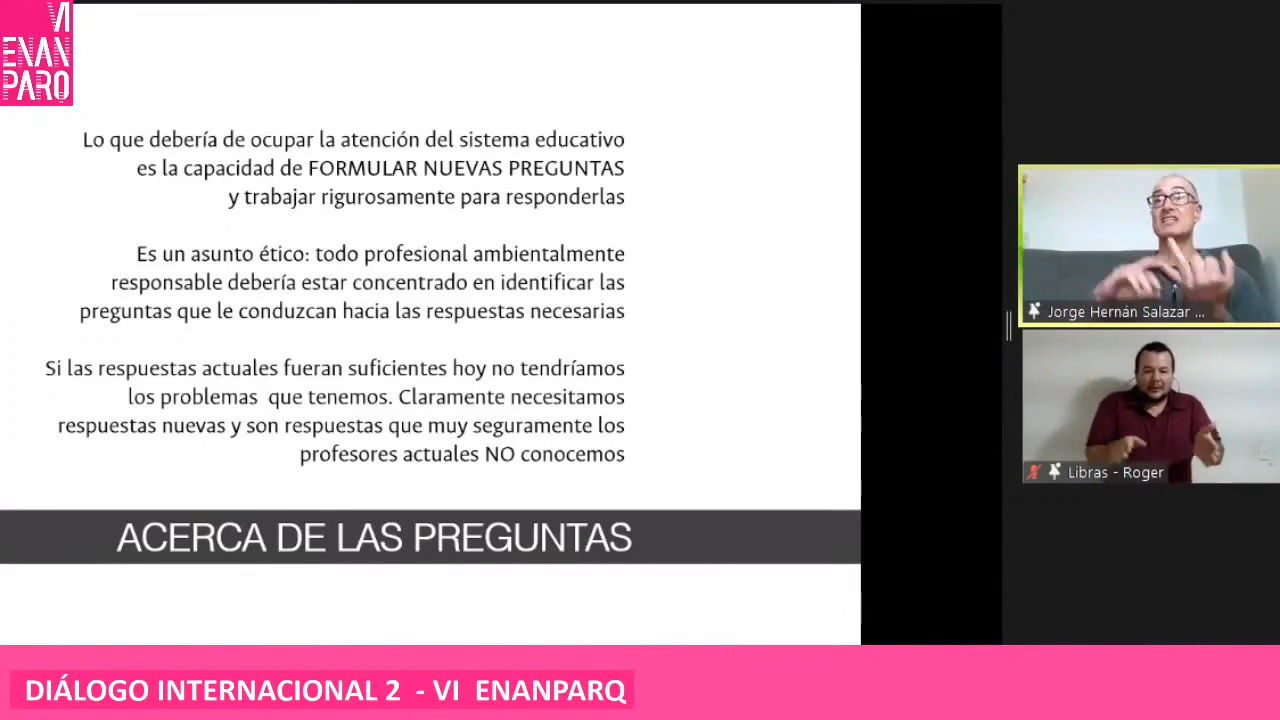 VI
ENAN
PARQ
Lo que debería de ocupar la atención del sistema educativo
es la capacidad de FORMULAR NUEVAS PREGUNTAS
y trabajar rigurosamente para responderlas
Es un asunto ético: todo profesional ambientalmente
responsable debería estar concentrado en identificar las
preguntas que le conduzcan hacia las respuestas necesarias
Si las respuestas actuales fueran suficientes hoy no tendríamos
los problemas que tenemos. Claramente necesitamos
respuestas nuevas y son respuestas que muy seguramente los
profesores actuales NO conocemos
ACERCA DE LAS PREGUNTAS
Jorge Hernán Salazar ...
Libras - Roger
DIÁLOGO INTERNACIONAL 2 - VI ENANPARQ